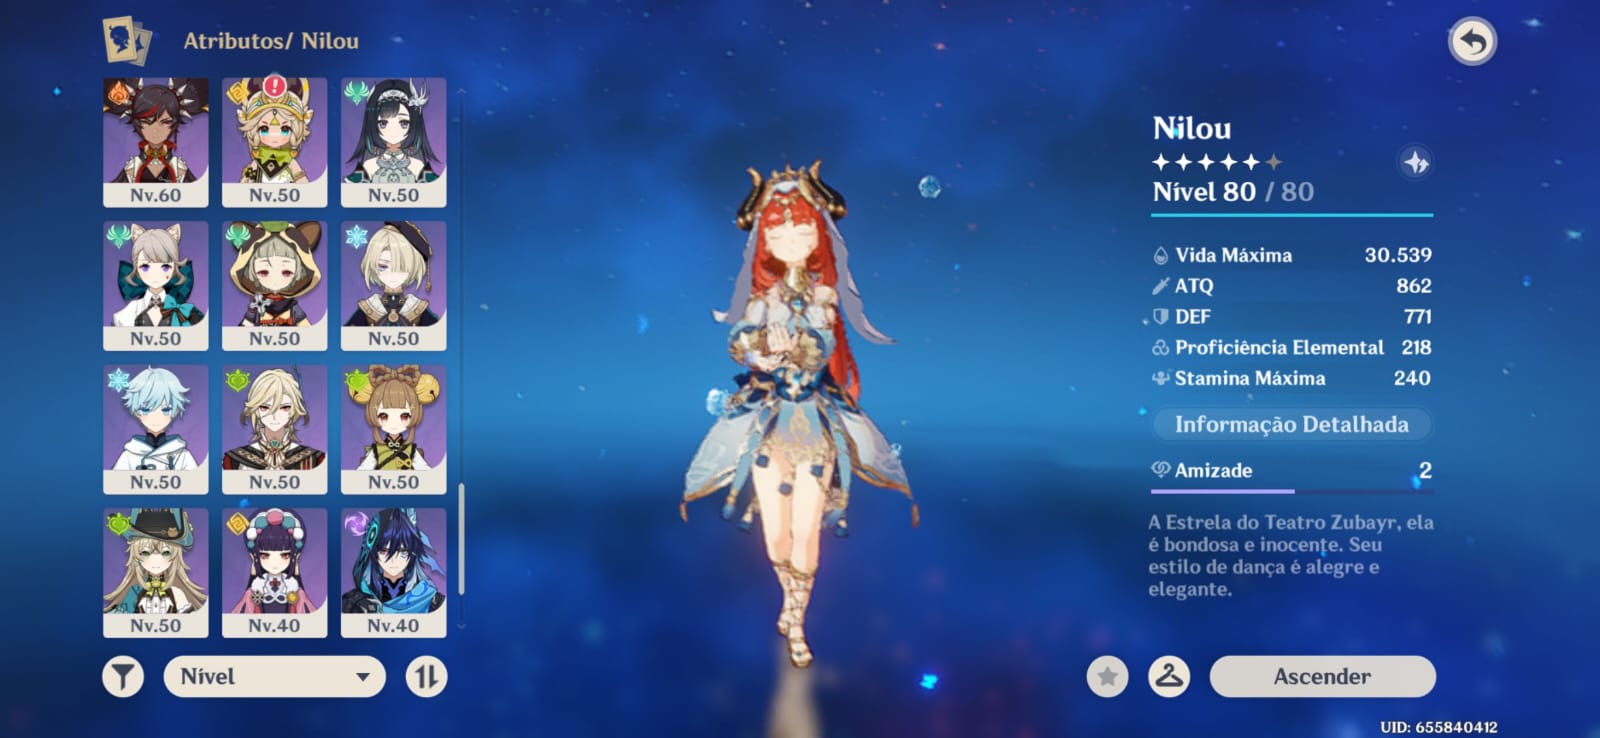 Atributos/ Nilou
Nv.60
Nv.50
Nv.50
Nv.50
Nv.50
Nv.50
Nv.50
Nv.50
Nv.50
Nv.50
Nv.40
Nv.40
Nível
Nilou
Nível 80 / 80
Vida Máxima 30.539
ATQ 862
DEF 771
Proficiência Elemental 218
Stamina Máxima 240
Informação Detalhada
Amizade 2
A Estrela do Teatro Zubayr, ela
é bondosa e inocente. Seu
estilo de dança é alegre e
elegante.
Ascender
UID: 655840412